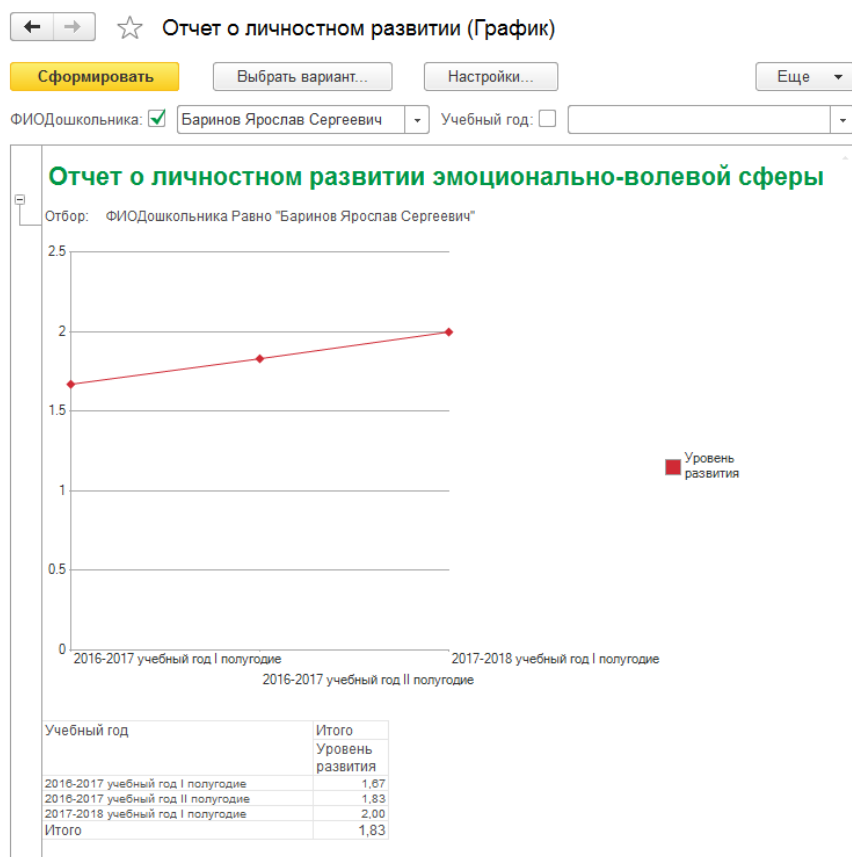 Отчет о личностном развитии (График)
Сформировать Выбрать вариант... Настройки... Еще
ФИОДошкольника: Баринов Ярослав Сергеевич Учебный год:
Отчет о личностном развитии эмоционально-волевой сферы
Отбор: ФИОДошкольника Равно "Баринов Ярослав Сергеевич"
2.5
2
1.5
1
0.5
0
Уровень
развития
2016-2017 учебный год I полугодие 2017-2018 учебный год I полугодие
2016-2017 учебный год II полугодие
Учебный год Итого
Уровень
развития
2016-2017 учебный год I полугодие 1,67
2016-2017 учебный год II полугодие 1,83
2017-2018 учебный год I полугодие 2,00
Итого 1,83